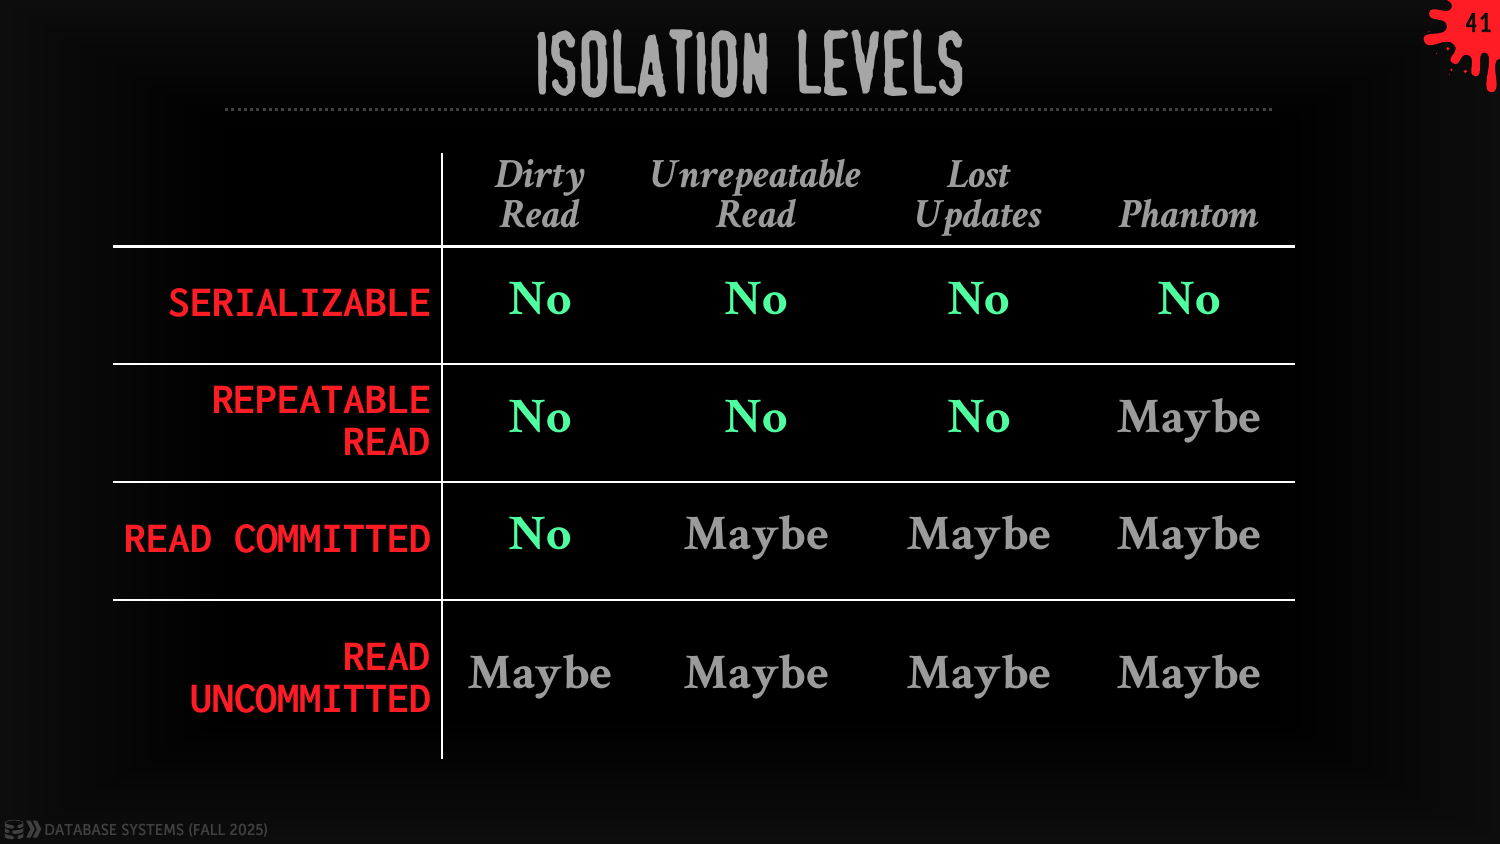 41
ISOLATION LEVELS
Dirty Read Unrepeatable Read Lost Updates Phantom
SERIALIZABLE No No No No
REPEATABLE READ No No No Maybe
READ COMMITTED No Maybe Maybe Maybe
READ UNCOMMITTED Maybe Maybe Maybe Maybe
DATABASE SYSTEMS (FALL 2025)